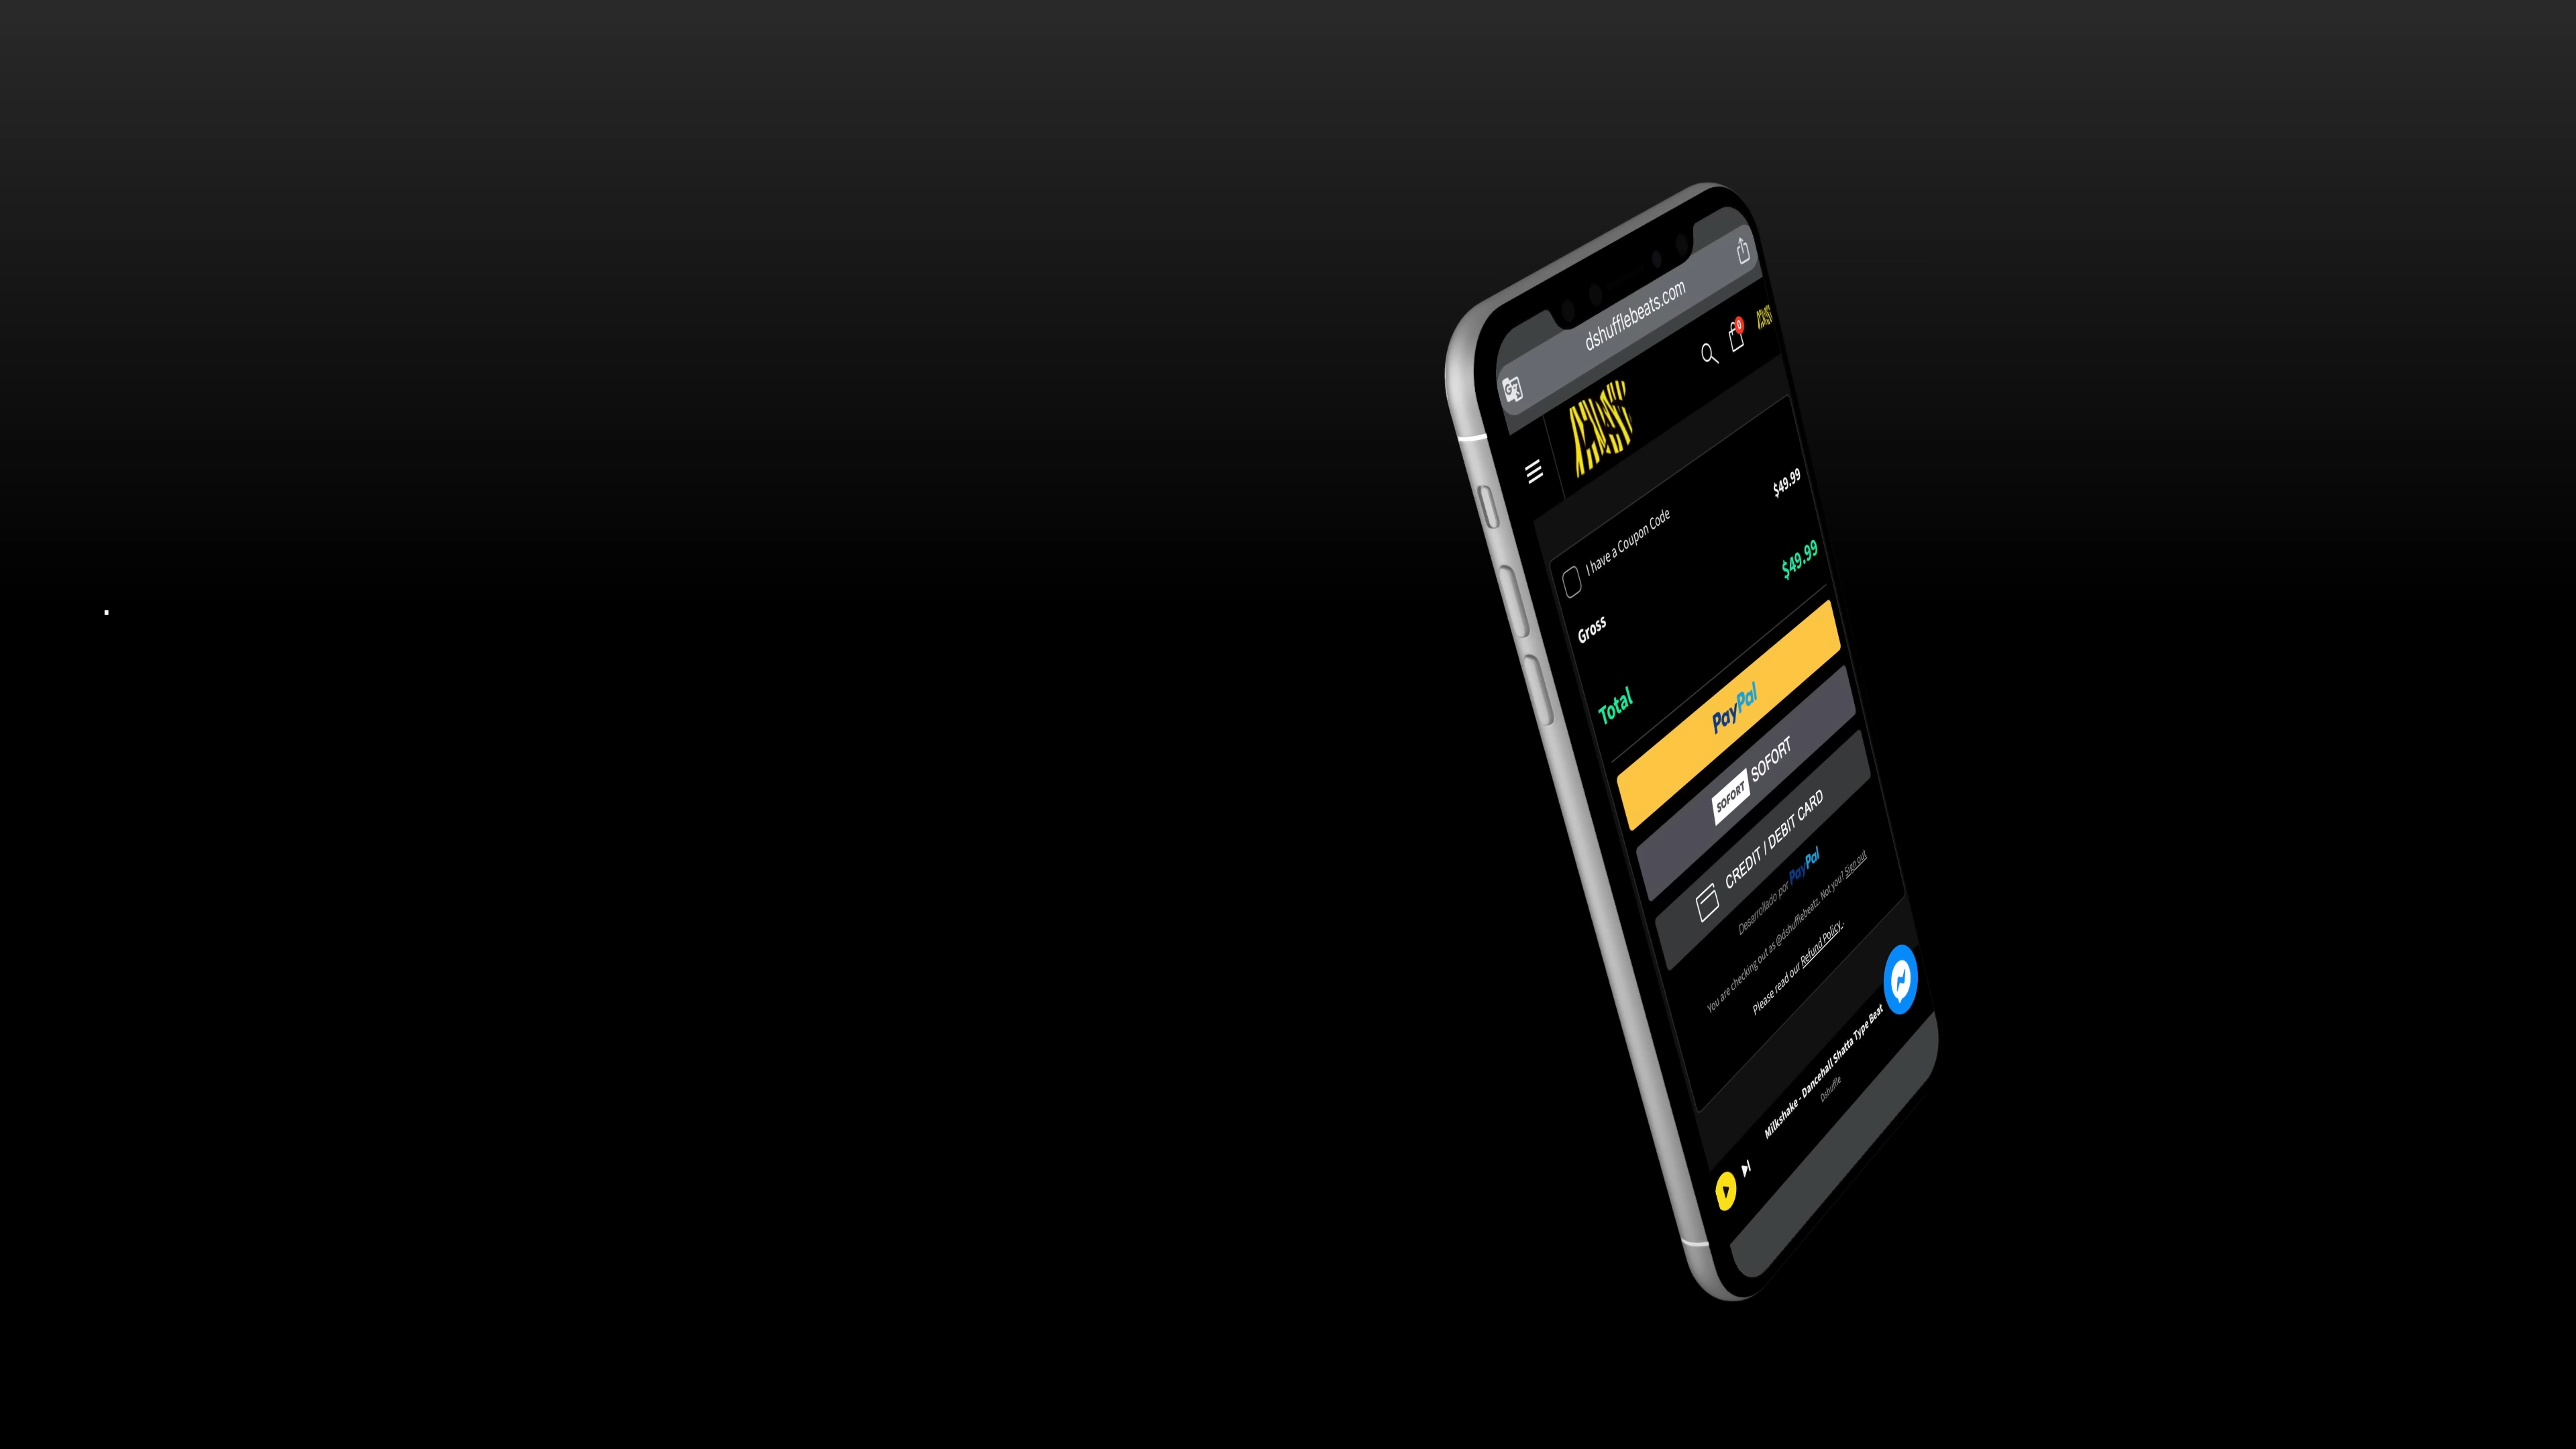 .
dshufflebeats.com
0
I have a Coupon Code
Gross $49.99
Total $49.99
PayPal
SOFORT SOFORT
CREDIT / DEBIT CARD
Desarrollado por PayPal
You are checking out as @dshufflebeatz. Not you? Sign out
Please read our Refund Policy.
Milkshake - Dancehall Shatta Type Beat
Dshuffle